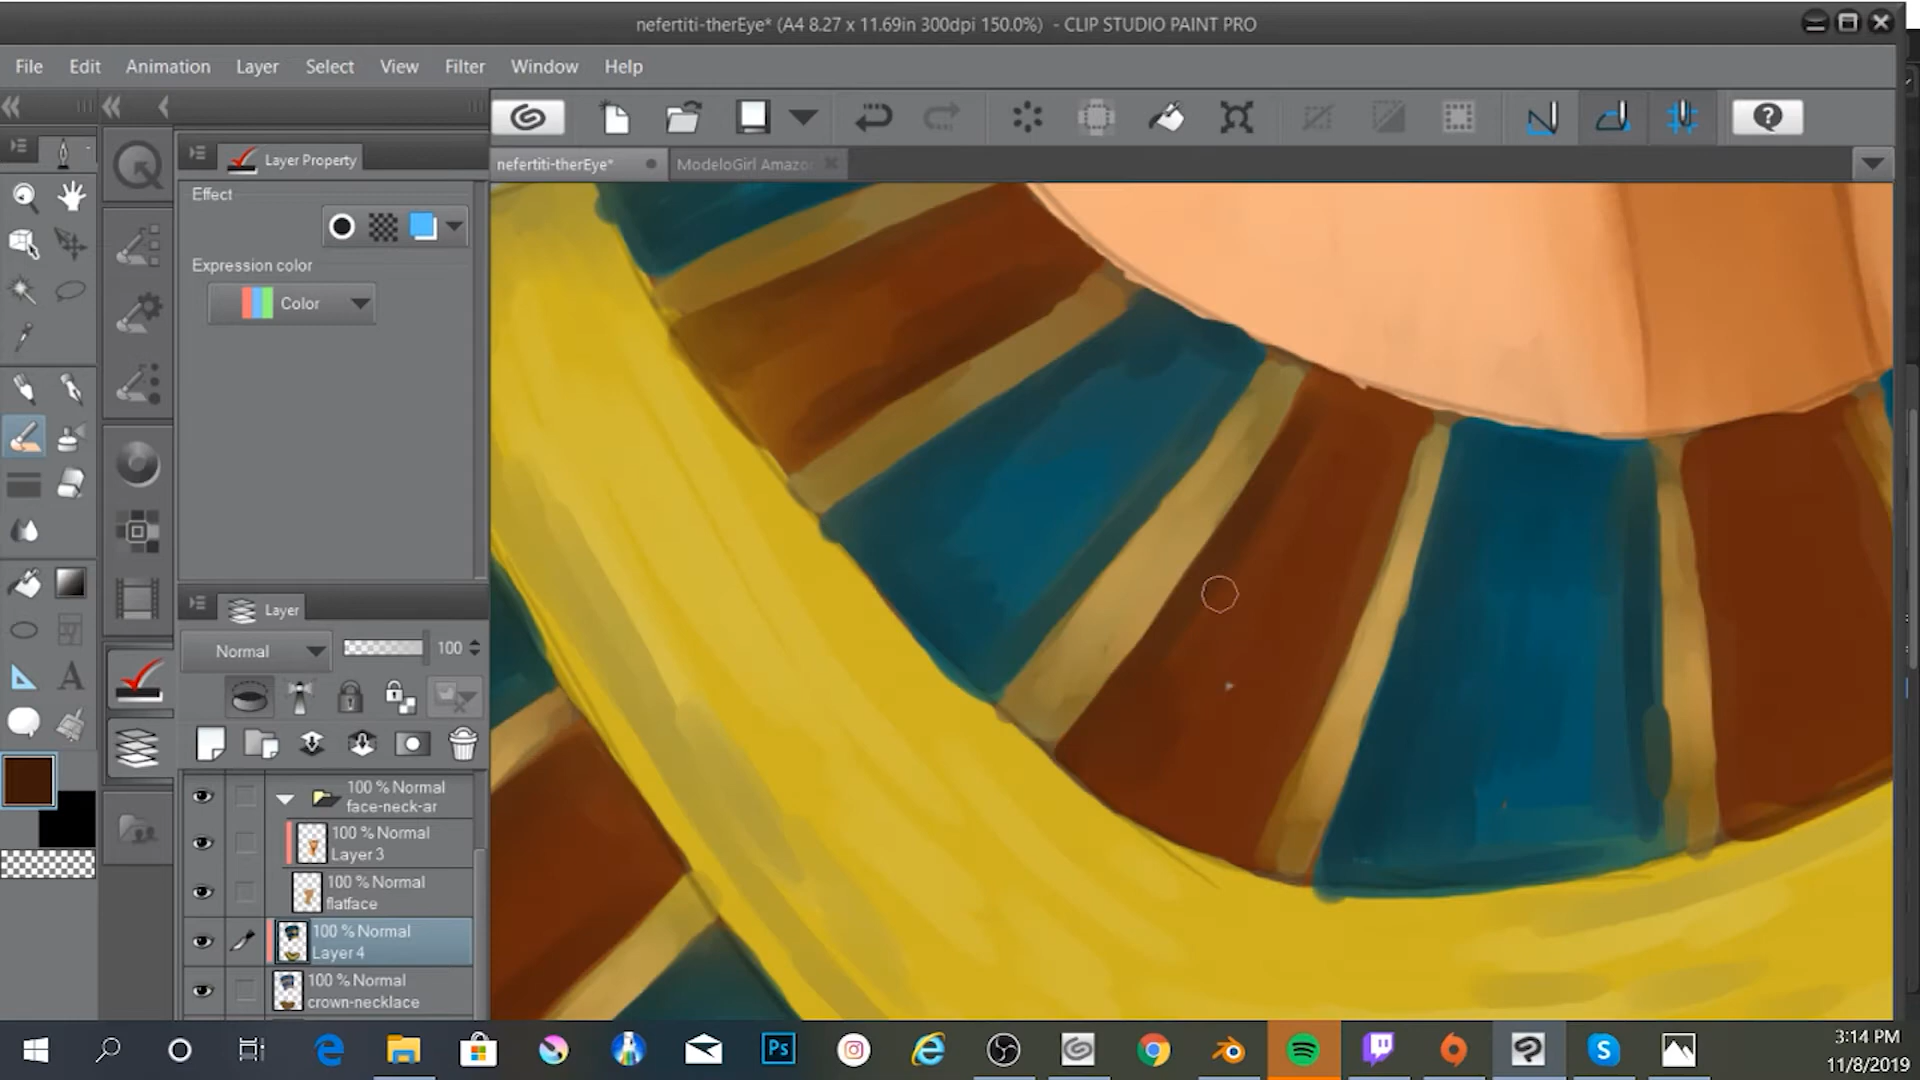 nefertiti-therEye* (A4 8.27 x 11.69in 300dpi 150.0%) - CLIP STUDIO PAINT PRO
File Edit Animation Layer Select View Filter Window Help
nefertiti-therEye* ModeloGirl Amazo
Layer Property
Effect
Expression color
Color
Layer
Normal 100
100 % Normal
face-neck-ar
100 % Normal
Layer 3
100 % Normal
flatface
100 % Normal
Layer 4
100 % Normal
crown-necklace
Ps
3:14 PM
11/8/2019